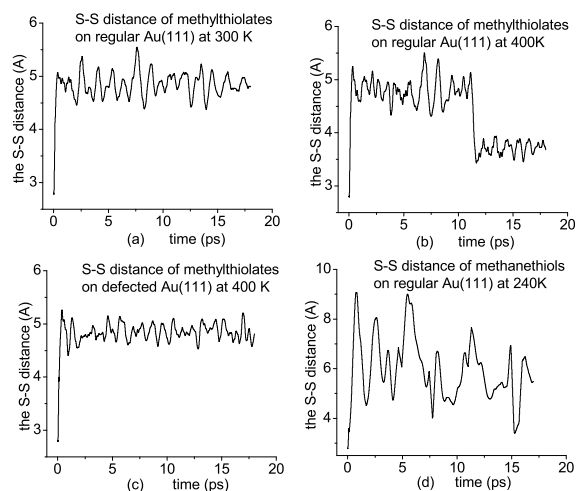 S-S distance of methylthiolates
on regular Au(111) at 300 K
the S-S distance (A)
6
5
4
3
0 5 10 15 20
(a) time (ps)
S-S distance of methylthiolates
on regular Au(111) at 400K
the S-S distance (A)
6
5
4
3
0 5 10 15 20
(b) time (ps)
S-S distance of methylthiolates
on defected Au(111) at 400 K
the S-S distance (A)
6
5
4
3
0 5 10 15 20
(c) time (ps)
S-S distance of methanethiols
on regular Au(111) at 240K
the S-S distance (A)
10
8
6
4
0 5 10 15 20
(d) time (ps)